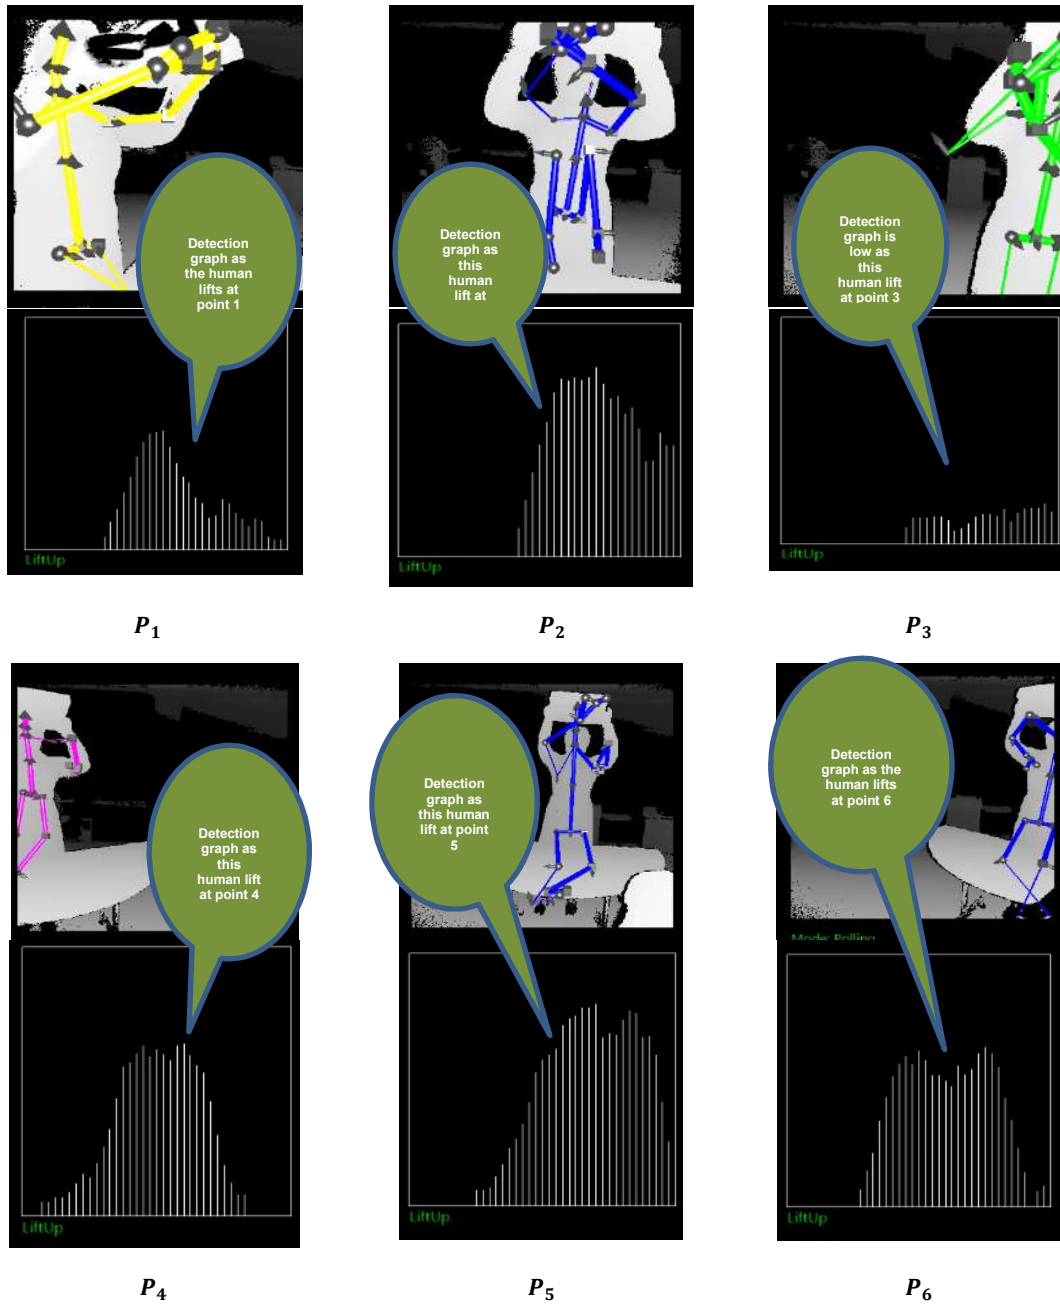 Detection
graph as
the human
lifts at
point 1
Detection
graph as
this
human
lift at
Detection
graph is
low as
this
human lift
at point 3
LiftUp
LiftUp
LiftUp
P₁
P₂
P₃
Detection
graph as
this
human lift
at point 4
Detection
graph as
this human
lift at point
5
Detection
graph as the
human lifts
at point 6
Mode: Rolling
LiftUp
LiftUp
LiftUp
P₄
P₅
P₆